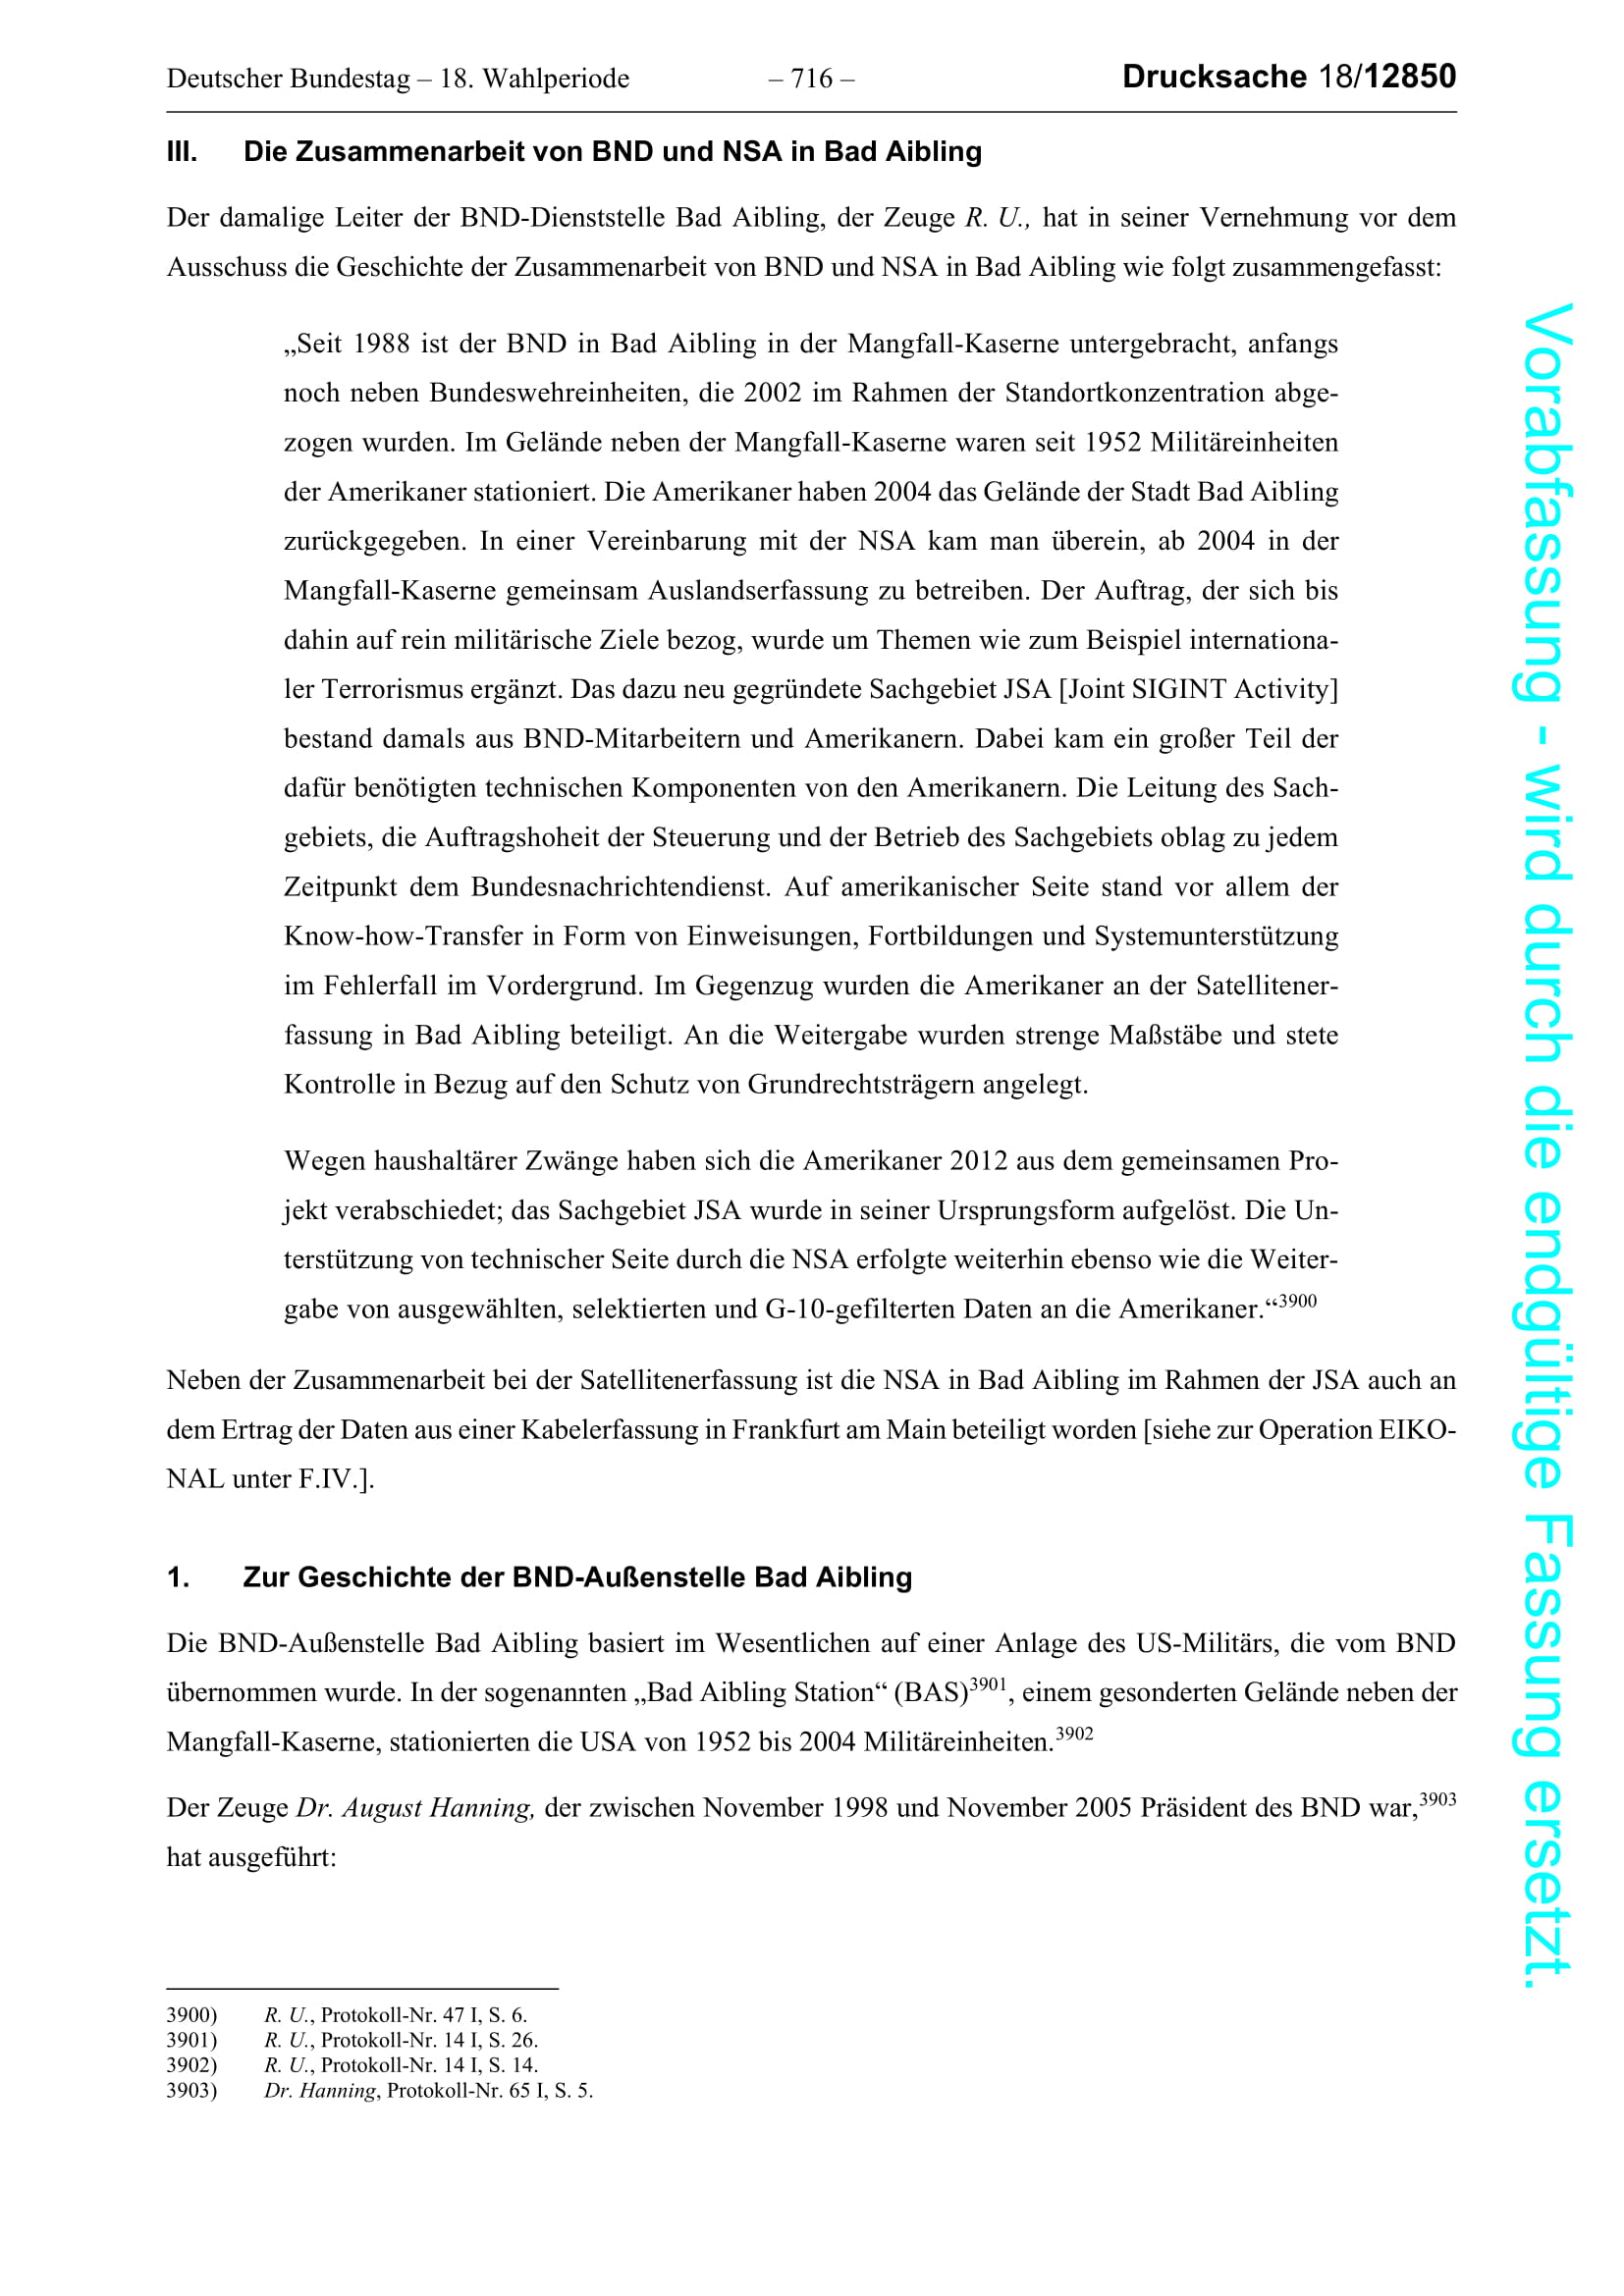 Deutscher Bundestag – 18. Wahlperiode – 716 – Drucksache 18/12850
III. Die Zusammenarbeit von BND und NSA in Bad Aibling
Der damalige Leiter der BND-Dienststelle Bad Aibling, der Zeuge R. U., hat in seiner Vernehmung vor dem
Ausschuss die Geschichte der Zusammenarbeit von BND und NSA in Bad Aibling wie folgt zusammengefasst:
„Seit 1988 ist der BND in Bad Aibling in der Mangfall-Kaserne untergebracht, anfangs
noch neben Bundeswehreinheiten, die 2002 im Rahmen der Standortkonzentration abge-
zogen wurden. Im Gelände neben der Mangfall-Kaserne waren seit 1952 Militäreinheiten
der Amerikaner stationiert. Die Amerikaner haben 2004 das Gelände der Stadt Bad Aibling
zurückgegeben. In einer Vereinbarung mit der NSA kam man überein, ab 2004 in der
Mangfall-Kaserne gemeinsam Auslandserfassung zu betreiben. Der Auftrag, der sich bis
dahin auf rein militärische Ziele bezog, wurde um Themen wie zum Beispiel internationa-
ler Terrorismus ergänzt. Das dazu neu gegründete Sachgebiet JSA [Joint SIGINT Activity]
bestand damals aus BND-Mitarbeitern und Amerikanern. Dabei kam ein großer Teil der
dafür benötigten technischen Komponenten von den Amerikanern. Die Leitung des Sach-
gebiets, die Auftragshoheit der Steuerung und der Betrieb des Sachgebiets oblag zu jedem
Zeitpunkt dem Bundesnachrichtendienst. Auf amerikanischer Seite stand vor allem der
Know-how-Transfer in Form von Einweisungen, Fortbildungen und Systemunterstützung
im Fehlerfall im Vordergrund. Im Gegenzug wurden die Amerikaner an der Satellitener-
fassung in Bad Aibling beteiligt. An die Weitergabe wurden strenge Maßstäbe und stete
Kontrolle in Bezug auf den Schutz von Grundrechtsträgern angelegt.
Wegen haushaltärer Zwänge haben sich die Amerikaner 2012 aus dem gemeinsamen Pro-
jekt verabschiedet; das Sachgebiet JSA wurde in seiner Ursprungsform aufgelöst. Die Un-
terstützung von technischer Seite durch die NSA erfolgte weiterhin ebenso wie die Weiter-
gabe von ausgewählten, selektierten und G-10-gefilterten Daten an die Amerikaner.“3900
Neben der Zusammenarbeit bei der Satellitenerfassung ist die NSA in Bad Aibling im Rahmen der JSA auch an
dem Ertrag der Daten aus einer Kabelerfassung in Frankfurt am Main beteiligt worden [siehe zur Operation EIKO-
NAL unter F.IV.].
1. Zur Geschichte der BND-Außenstelle Bad Aibling
Die BND-Außenstelle Bad Aibling basiert im Wesentlichen auf einer Anlage des US-Militärs, die vom BND
übernommen wurde. In der sogenannten „Bad Aibling Station“ (BAS)3901, einem gesonderten Gelände neben der
Mangfall-Kaserne, stationierten die USA von 1952 bis 2004 Militäreinheiten.3902
Der Zeuge Dr. August Hanning, der zwischen November 1998 und November 2005 Präsident des BND war,3903
hat ausgeführt:
3900) R. U., Protokoll-Nr. 47 I, S. 6.
3901) R. U., Protokoll-Nr. 14 I, S. 26.
3902) R. U., Protokoll-Nr. 14 I, S. 14.
3903) Dr. Hanning, Protokoll-Nr. 65 I, S. 5.
Vorabfassung - wird durch die endgültige Fassung ersetzt.